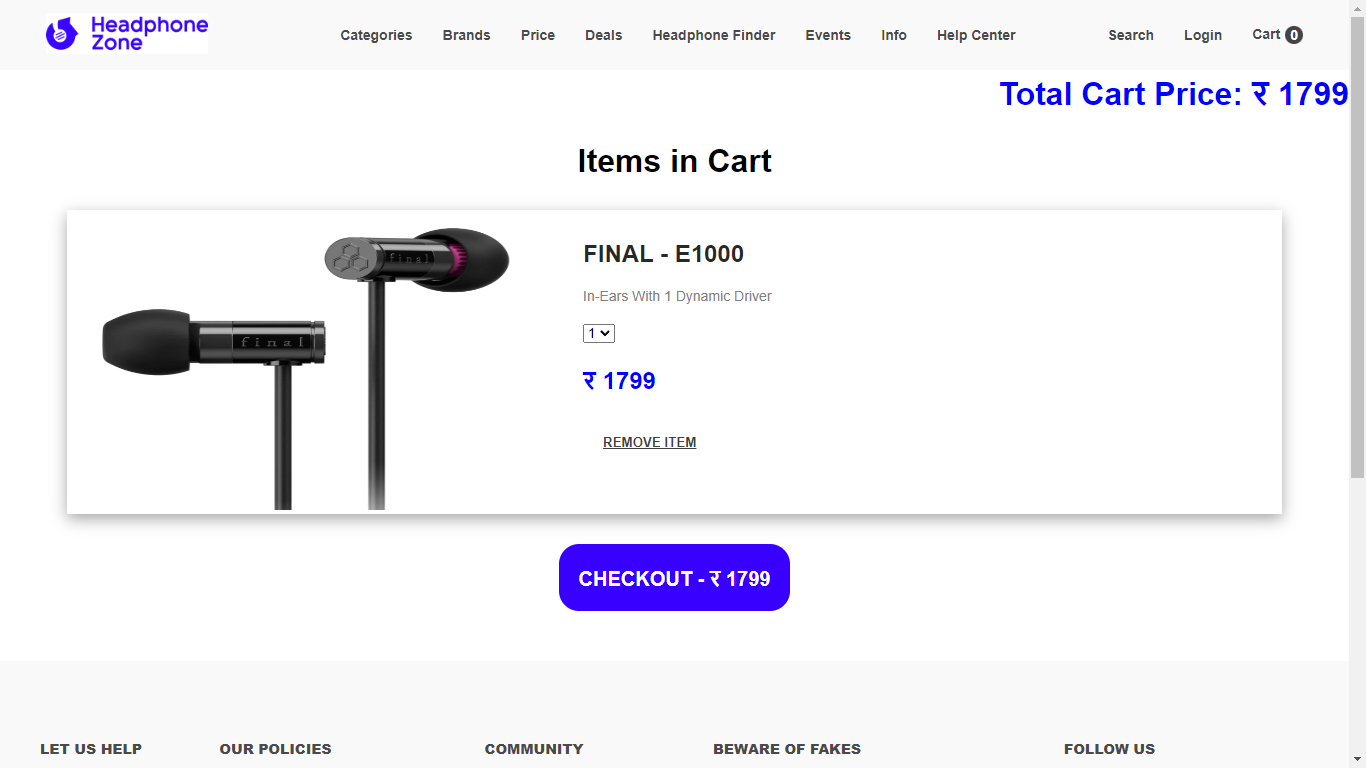 Headphone
Zone
Categories Brands Price Deals Headphone Finder Events Info Help Center Search Login Cart 0
Total Cart Price: ₹ 1799
Items in Cart
final
final
FINAL - E1000
In-Ears With 1 Dynamic Driver
1
₹ 1799
REMOVE ITEM
CHECKOUT - ₹ 1799
LET US HELP OUR POLICIES COMMUNITY BEWARE OF FAKES FOLLOW US